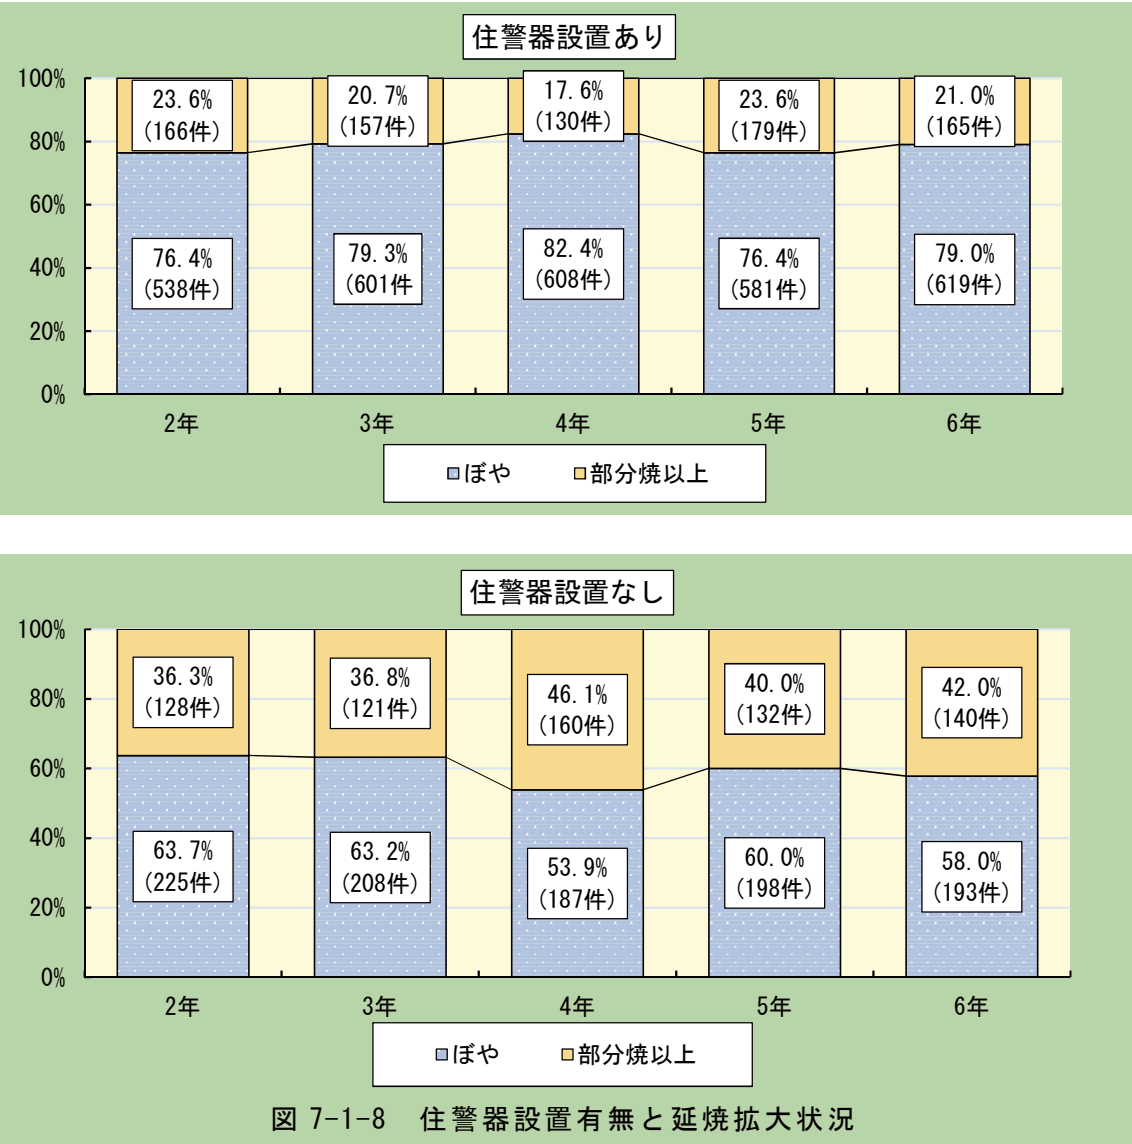 住警器設置あり
100%
80%
60%
40%
20%
0%
23.6%
(166件)
20.7%
(157件)
17.6%
(130件)
23.6%
(179件)
21.0%
(165件)
76.4%
(538件)
79.3%
(601件
82.4%
(608件)
76.4%
(581件)
79.0%
(619件)
2年 3年 4年 5年 6年
ぼや 部分焼以上
住警器設置なし
100%
80%
60%
40%
20%
0%
36.3%
(128件)
36.8%
(121件)
46.1%
(160件)
40.0%
(132件)
42.0%
(140件)
63.7%
(225件)
63.2%
(208件)
53.9%
(187件)
60.0%
(198件)
58.0%
(193件)
2年 3年 4年 5年 6年
ぼや 部分焼以上
図 7-1-8 住警器設置有無と延焼拡大状況